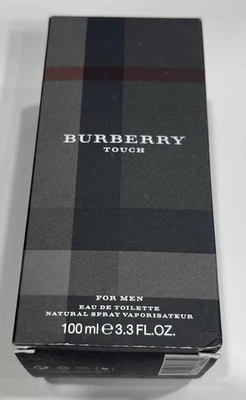 BURBERRY
TOUCH
FOR MEN
EAU DE TOILETTE
NATURAL SPRAY VAPORISATEUR
100 ml ℮ 3.3 FL.OZ.